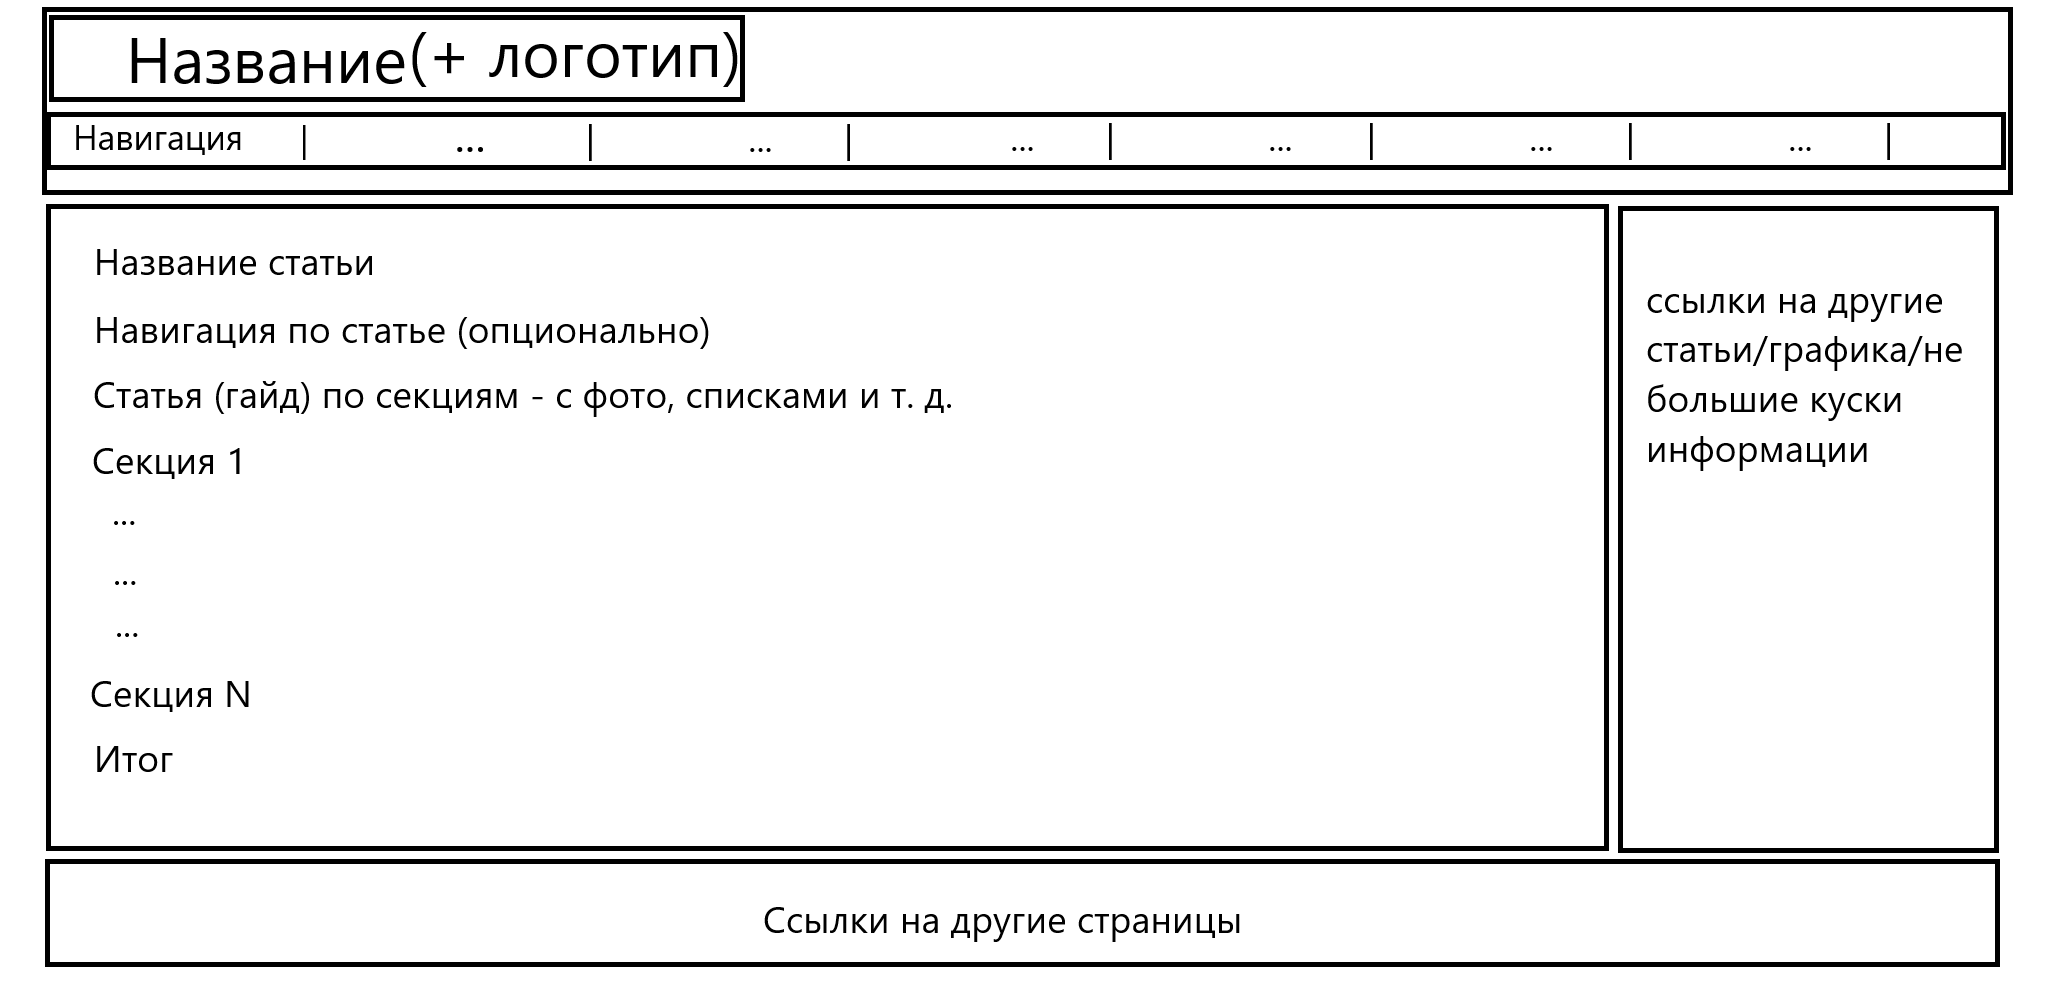 Название(+ логотип)
Навигация | ... | ... | ... | ... | ... | ... |
Название статьи
Навигация по статье (опционально)
Статья (гайд) по секциям - с фото, списками и т. д.
Секция 1
...
...
...
Секция N
Итог
ссылки на другие
статьи/графика/не
большие куски
информации
Ссылки на другие страницы